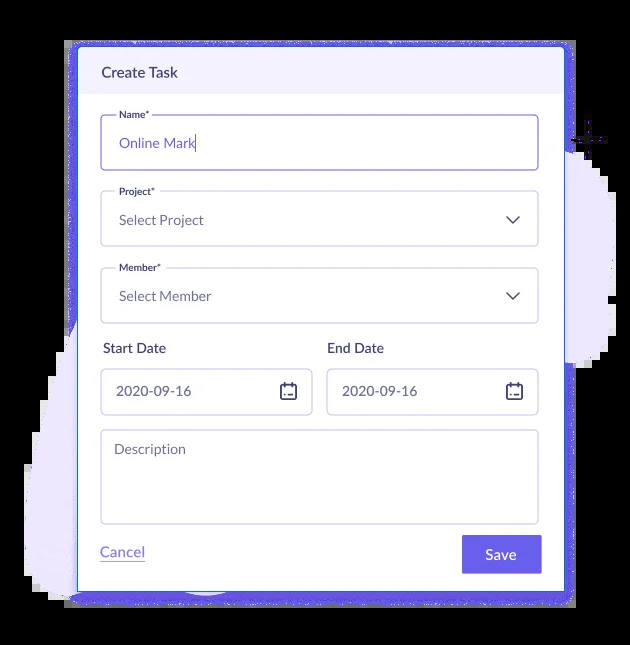 Create Task
Name*
Online Mark
Project*
Select Project
Member*
Select Member
Start Date End Date
2020-09-16 2020-09-16
Description
Cancel Save